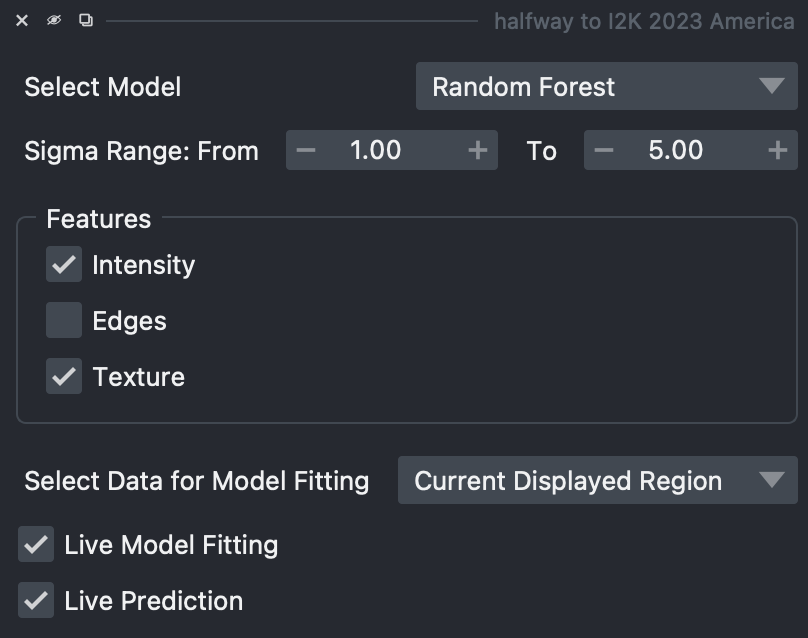 halfway to I2K 2023 America
Select Model Random Forest
Sigma Range: From 1.00 To 5.00
Features
Intensity
Edges
Texture
Select Data for Model Fitting Current Displayed Region
Live Model Fitting
Live Prediction